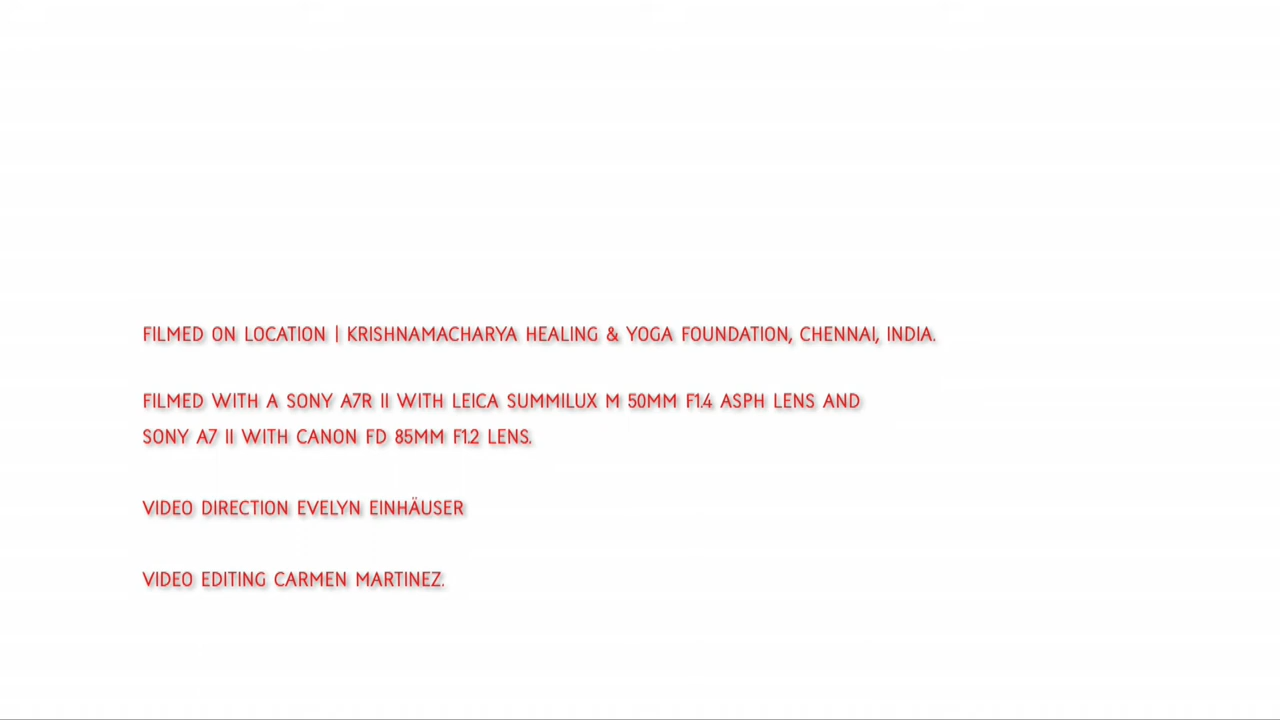 FILMED ON LOCATION | KRISHNAMACHARYA HEALING & YOGA FOUNDATION, CHENNAI, INDIA.
FILMED WITH A SONY A7R II WITH LEICA SUMMILUX M 50MM F1.4 ASPH LENS AND
SONY A7 II WITH CANON FD 85MM F1.2 LENS.
VIDEO DIRECTION EVELYN EINHÄUSER
VIDEO EDITING CARMEN MARTINEZ.